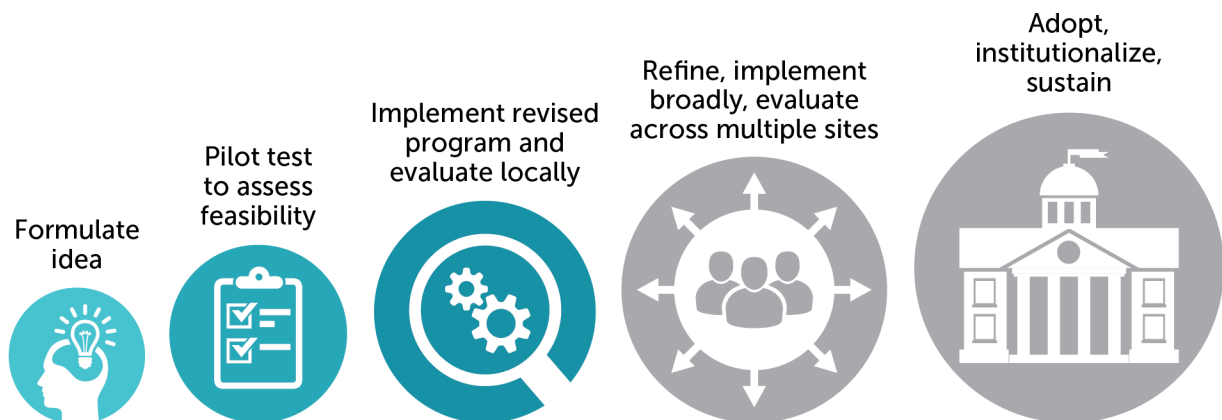 Formulate
idea
Pilot test
to assess
feasibility
Implement revised
program and
evaluate locally
Refine, implement
broadly, evaluate
across multiple sites
Adopt,
institutionalize,
sustain